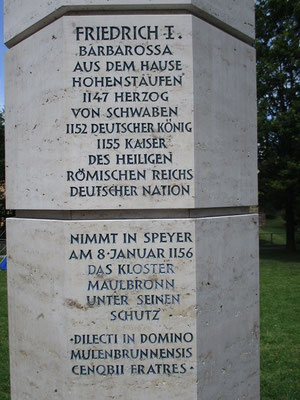 FRIEDRICH I.
BARBAROSSA
AUS DEM HAUSE
HOHENSTAUFEN
1147 HERZOG
VON SCHWABEN
1152 DEUTSCHER KÖNIG
1155 KAISER
DES HEILIGEN
RÖMISCHEN REICHS
DEUTSCHER NATION
NIMMT IN SPEYER
AM 8·JANUAR 1156
DAS KLOSTER
MAULBRONN
UNTER SEINEN
SCHUTZ·
·DILECTI IN DOMINO
MULENBRUNNENSIS
CENOBII FRATRES·